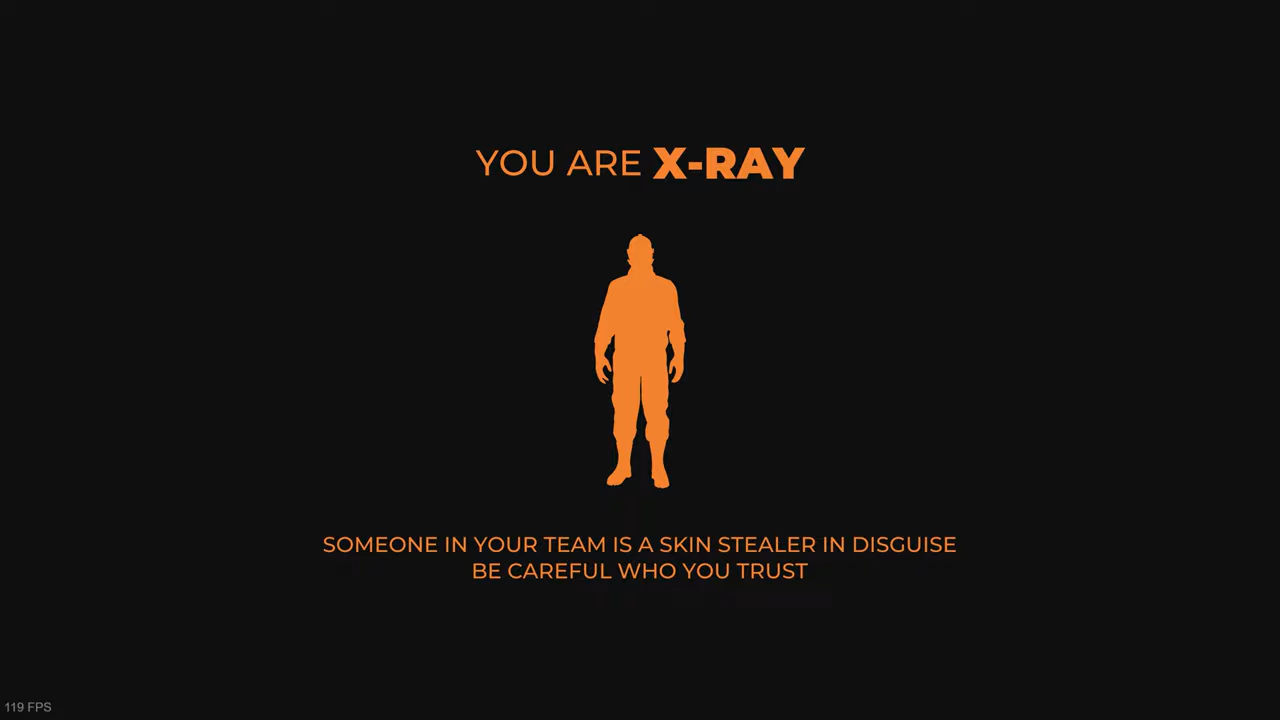 YOU ARE X-RAY
SOMEONE IN YOUR TEAM IS A SKIN STEALER IN DISGUISE
BE CAREFUL WHO YOU TRUST
119 FPS